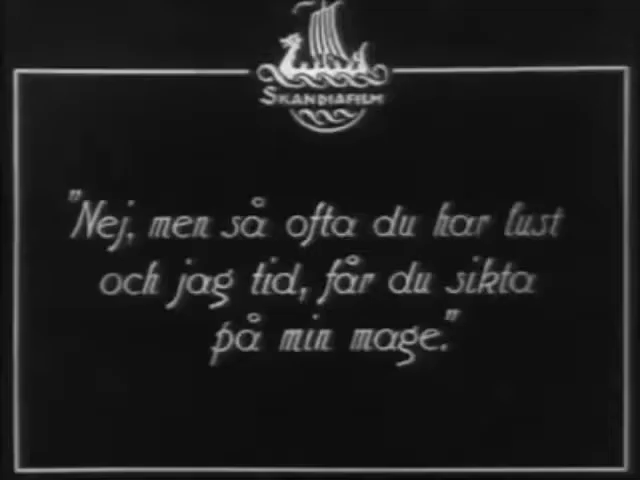 SKANDIAFILM
"Nej, men så ofta du har lust
och jag tid, får du sikta
på min mage."